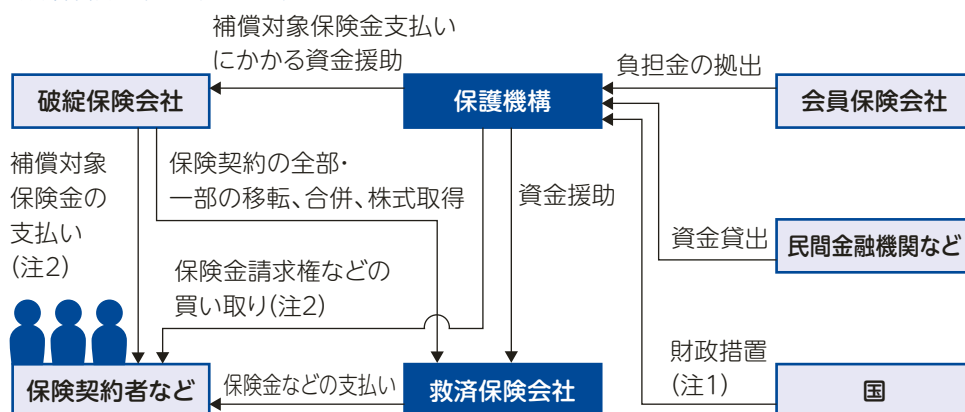 補償対象保険金支払い
にかかる資金援助
負担金の拠出
破綻保険会社
保護機構
会員保険会社
補償対象
保険金の
支払い
(注2)
保険契約の全部・
一部の移転、合併、株式取得
資金援助
資金貸出
民間金融機関など
保険金請求権などの
買い取り(注2)
財政措置
(注1)
保険契約者など
保険金などの支払い
救済保険会社
国